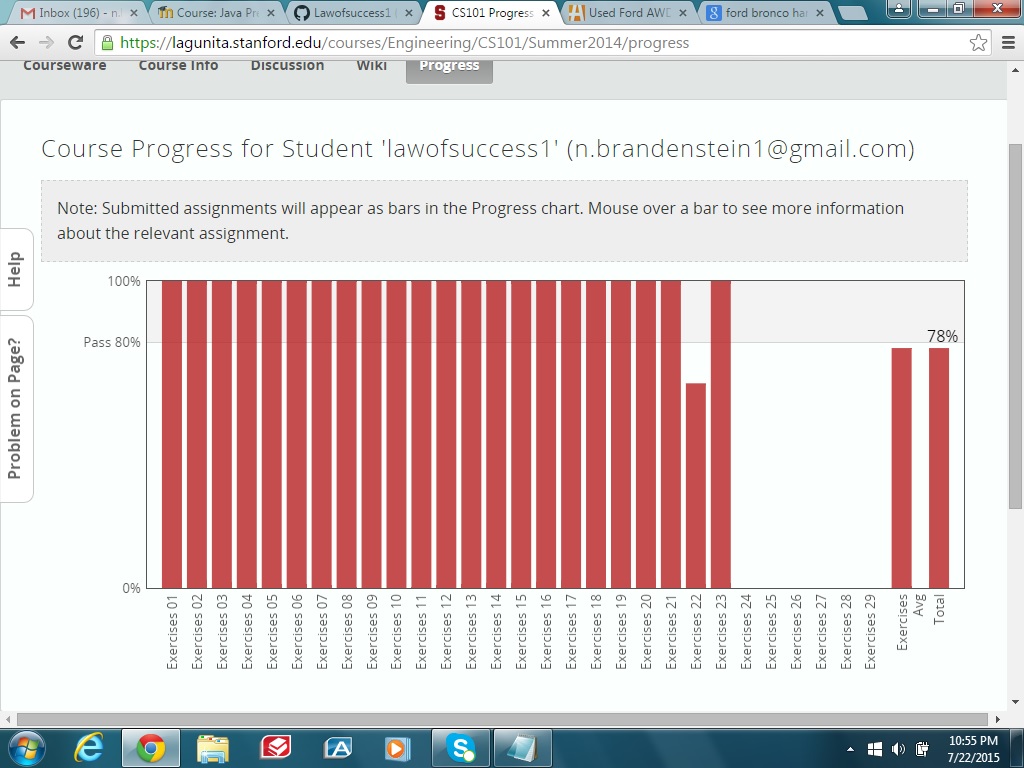 Inbox (196) - n.
Course: Java Pr
Lawofsuccess1
CS101 Progress
Used Ford AWD
ford bronco ha
https://lagunita.stanford.edu/courses/Engineering/CS101/Summer2014/progress
Courseware Course Info Discussion Wiki Progress
Course Progress for Student 'lawofsuccess1' (n.brandenstein1@gmail.com)
Note: Submitted assignments will appear as bars in the Progress chart. Mouse over a bar to see more information
about the relevant assignment.
Help
Problem on Page?
100%
Pass 80%
0%
78%
Exercises 01
Exercises 02
Exercises 03
Exercises 04
Exercises 05
Exercises 06
Exercises 07
Exercises 08
Exercises 09
Exercises 10
Exercises 11
Exercises 12
Exercises 13
Exercises 14
Exercises 15
Exercises 16
Exercises 17
Exercises 18
Exercises 19
Exercises 20
Exercises 21
Exercises 22
Exercises 23
Exercises 24
Exercises 25
Exercises 26
Exercises 27
Exercises 28
Exercises 29
Exercises
Avg
Total
10:55 PM
7/22/2015